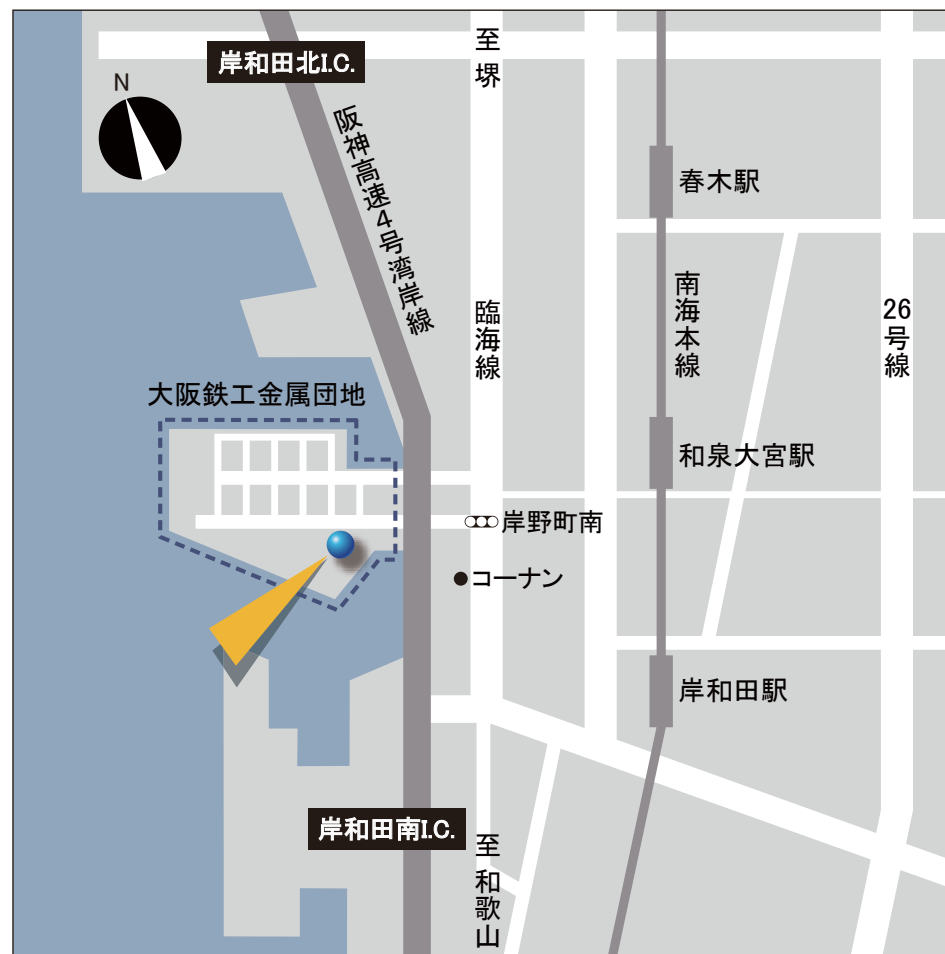 至堺
岸和田北I.C.
N
阪神高速4号湾岸線
春木駅
南海本線
臨海線
26号線
大阪鉄工金属団地
和泉大宮駅
岸野町南
コーナン
岸和田駅
岸和田南I.C.
至和歌山